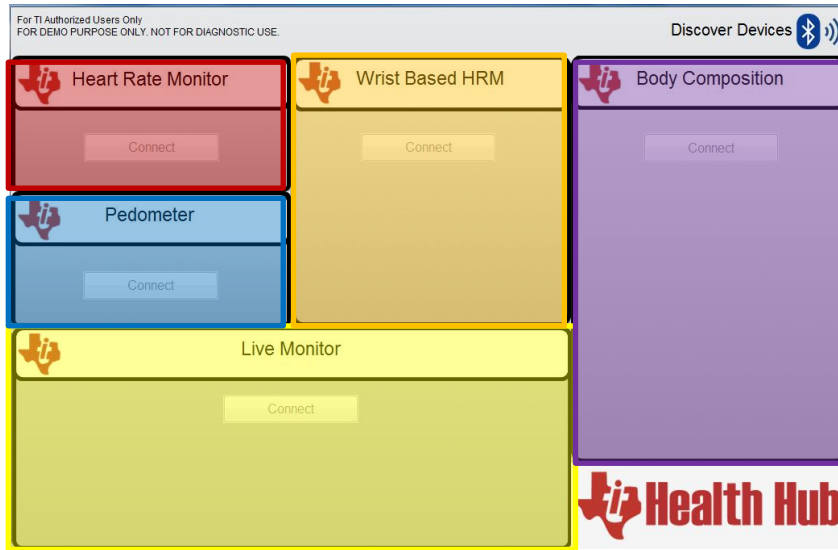 For TI Authorized Users Only
FOR DEMO PURPOSE ONLY. NOT FOR DIAGNOSTIC USE.
Discover Devices
Heart Rate Monitor
Connect
Wrist Based HRM
Connect
Body Composition
Connect
Pedometer
Connect
Live Monitor
Connect
Health Hub